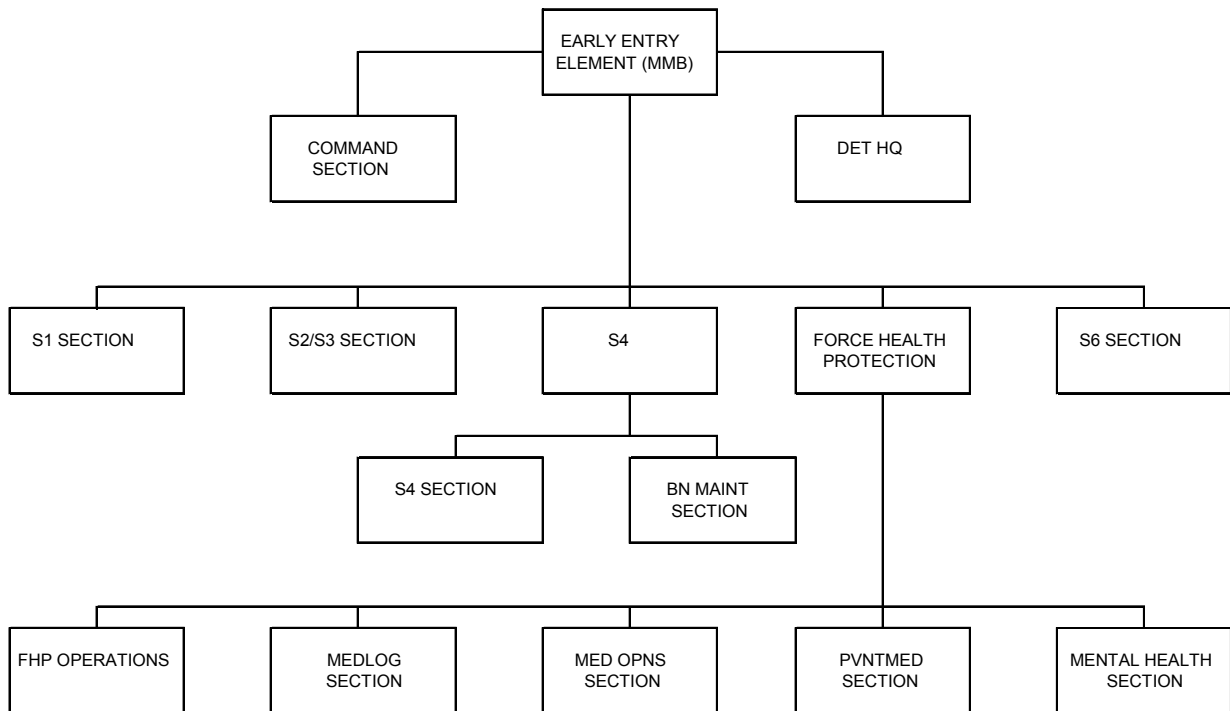 EARLY ENTRY
ELEMENT (MMB)
COMMAND
SECTION
DET HQ
S1 SECTION
S2/S3 SECTION
S4
FORCE HEALTH
PROTECTION
S6 SECTION
S4 SECTION
BN MAINT
SECTION
FHP OPERATIONS
MEDLOG
SECTION
MED OPNS
SECTION
PVNTMED
SECTION
MENTAL HEALTH
SECTION